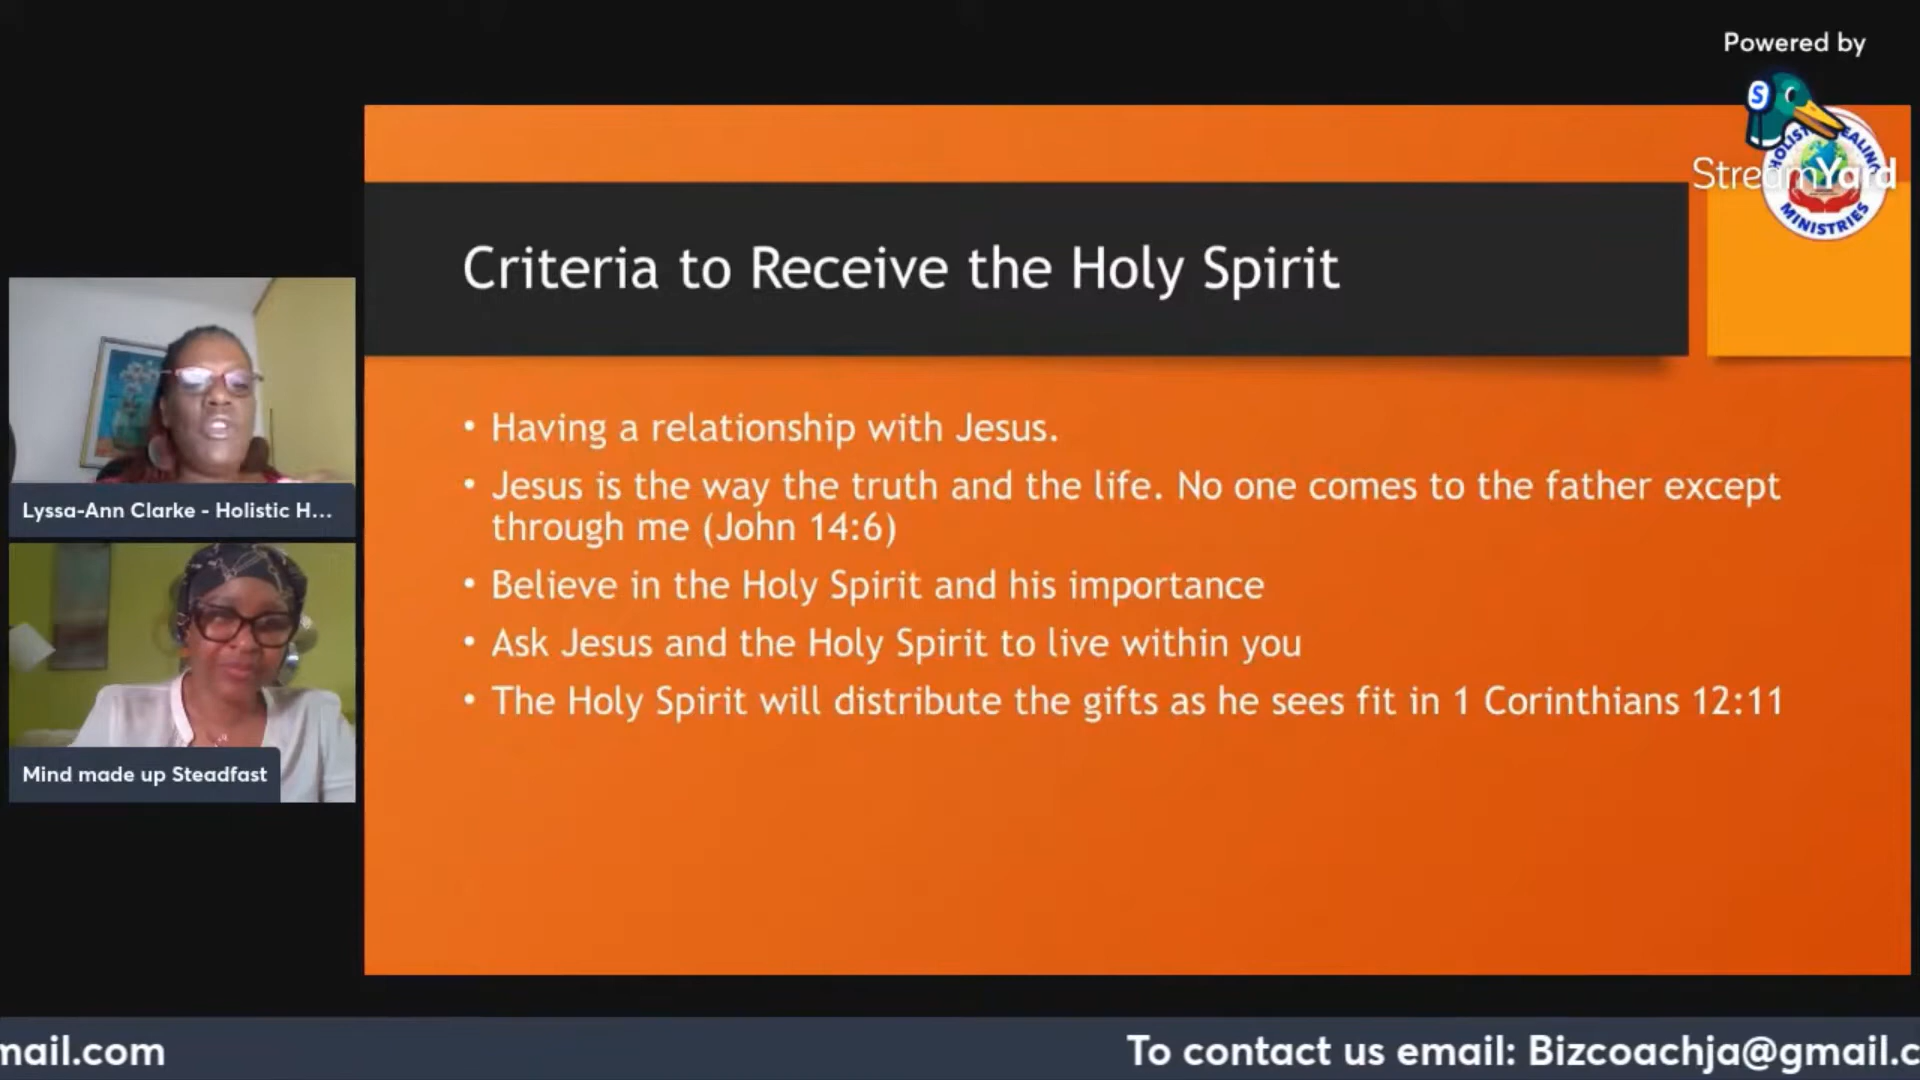 Powered by
StreamYard
MINISTRIES
Criteria to Receive the Holy Spirit
• Having a relationship with Jesus.
• Jesus is the way the truth and the life. No one comes to the father except
through me (John 14:6)
• Believe in the Holy Spirit and his importance
• Ask Jesus and the Holy Spirit to live within you
• The Holy Spirit will distribute the gifts as he sees fit in 1 Corinthians 12:11
Lyssa-Ann Clarke - Holistic H...
Mind made up Steadfast
mail.com To contact us email: Bizcoachja@gmail.c